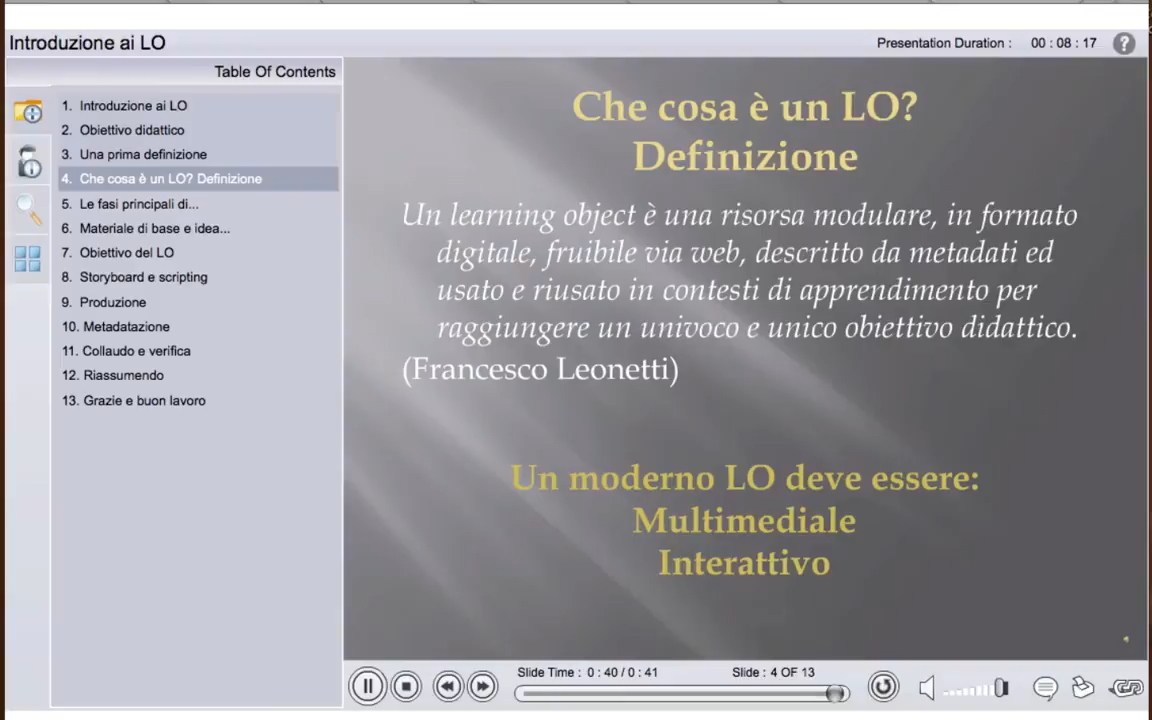 Introduzione ai LO
Presentation Duration : 00 : 08 : 17
?
Table Of Contents
1. Introduzione ai LO
2. Obiettivo didattico
3. Una prima definizione
4. Che cosa è un LO? Definizione
5. Le fasi principali di...
6. Materiale di base e idea...
7. Obiettivo del LO
8. Storyboard e scripting
9. Produzione
10. Metadatazione
11. Collaudo e verifica
12. Riassumendo
13. Grazie e buon lavoro
Che cosa è un LO?
Definizione
Un learning object è una risorsa modulare, in formato
digitale, fruibile via web, descritto da metadati ed
usato e riusato in contesti di apprendimento per
raggiungere un univoco e unico obiettivo didattico.
(Francesco Leonetti)
Un moderno LO deve essere:
Multimediale
Interattivo
Slide Time : 0 : 40 / 0 : 41
Slide : 4 OF 13